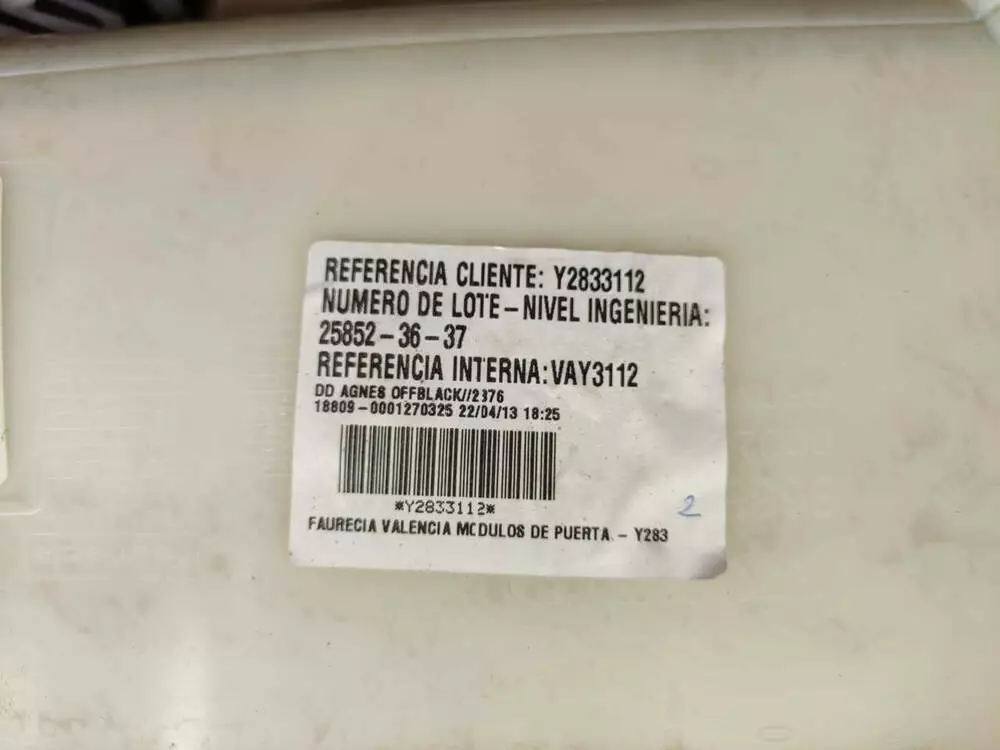 REFERENCIA CLIENTE: Y2833112
NUMERO DE LOTE-NIVEL INGENIERIA:
25852-36-37
REFERENCIA INTERNA:VAY3112
DD AGNES OFFBLACK//2376
18809-0001270325 22/04/13 18:25
*Y2833112*
2
FAURECIA VALENCIA MODULOS DE PUERTA - Y283